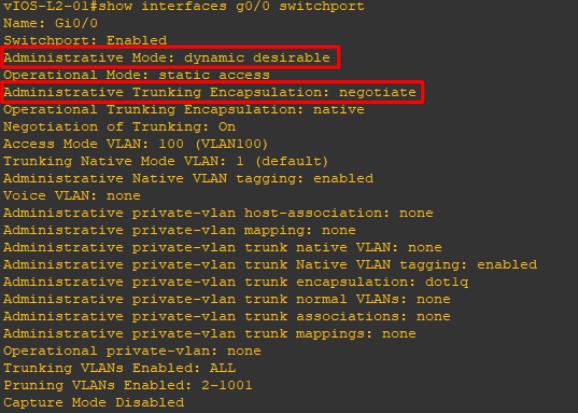 vIOS-L2-01#show interfaces g0/0 switchport
Name: Gi0/0
Switchport: Enabled
Administrative Mode: dynamic desirable
Operational Mode: static access
Administrative Trunking Encapsulation: negotiate
Operational Trunking Encapsulation: native
Negotiation of Trunking: On
Access Mode VLAN: 100 (VLAN100)
Trunking Native Mode VLAN: 1 (default)
Administrative Native VLAN tagging: enabled
Voice VLAN: none
Administrative private-vlan host-association: none
Administrative private-vlan mapping: none
Administrative private-vlan trunk native VLAN: none
Administrative private-vlan trunk Native VLAN tagging: enabled
Administrative private-vlan trunk encapsulation: dot1q
Administrative private-vlan trunk normal VLANs: none
Administrative private-vlan trunk associations: none
Administrative private-vlan trunk mappings: none
Operational private-vlan: none
Trunking VLANs Enabled: ALL
Pruning VLANs Enabled: 2-1001
Capture Mode Disabled